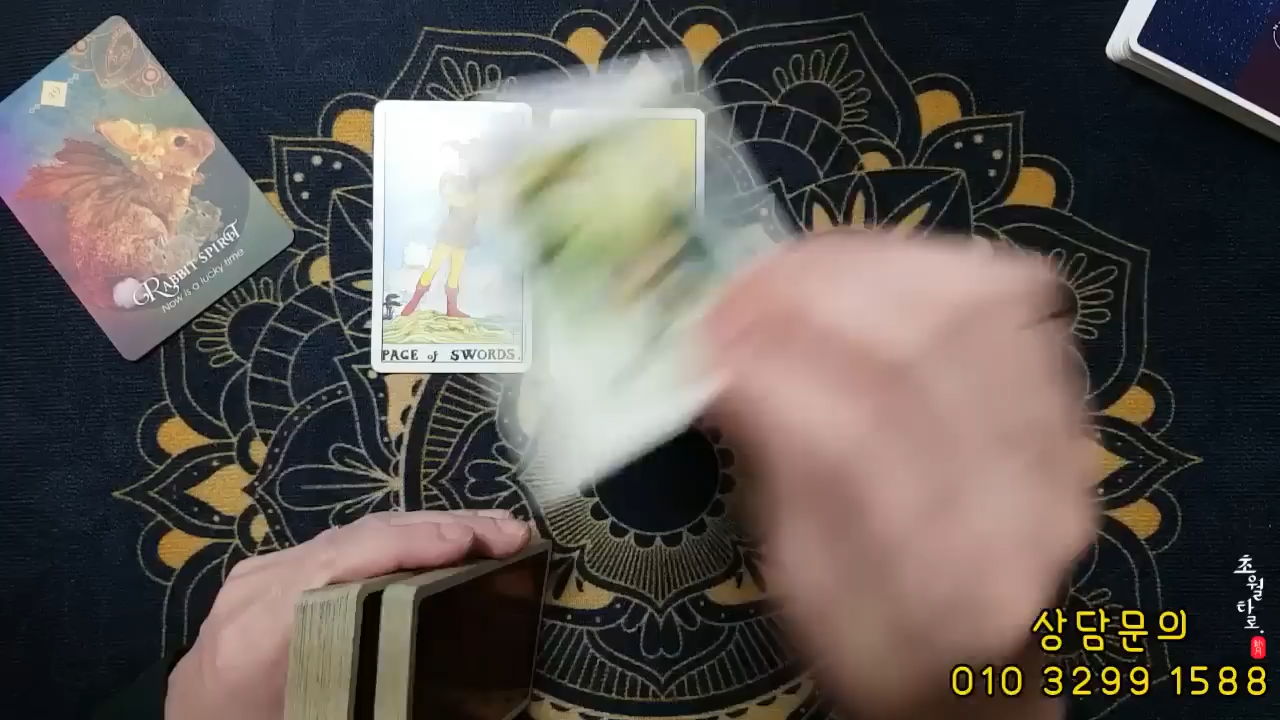 RABBIT SPIRIT
Now is a lucky time
PAGE of SWORDS.
초월타로.
상담문의
010 3299 1588